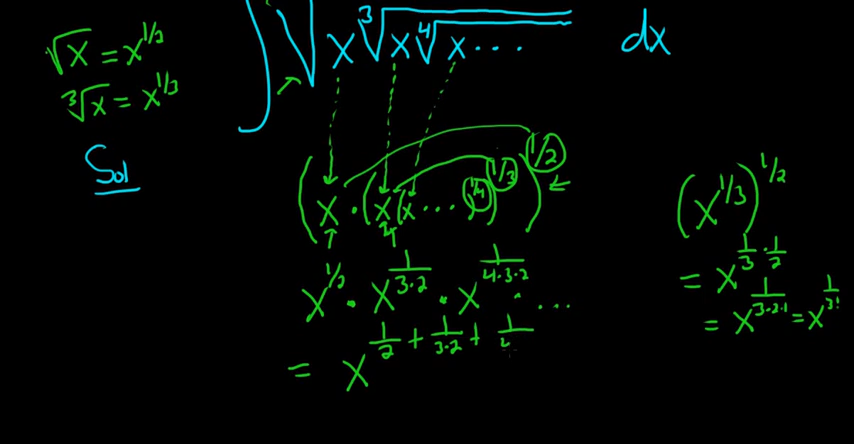 √x = x^{1/2}
∛x = x^{1/3}
∫ √(x ∛(x ∜(x ⋯ dx
Sol
(x · (x (x ⋯ )^{1/4} )^{1/3} )^{1/2}
x^{1/2} · x^{1/(3·2)} · x^{1/(4·3·2)} · ⋯
= x^{1/2 + 1/(3·2) + 1/
(x^{1/3})^{1/2}
= x^{1/3 · 1/2}
= x^{1/(3·2·1)} = x^{1/3!}